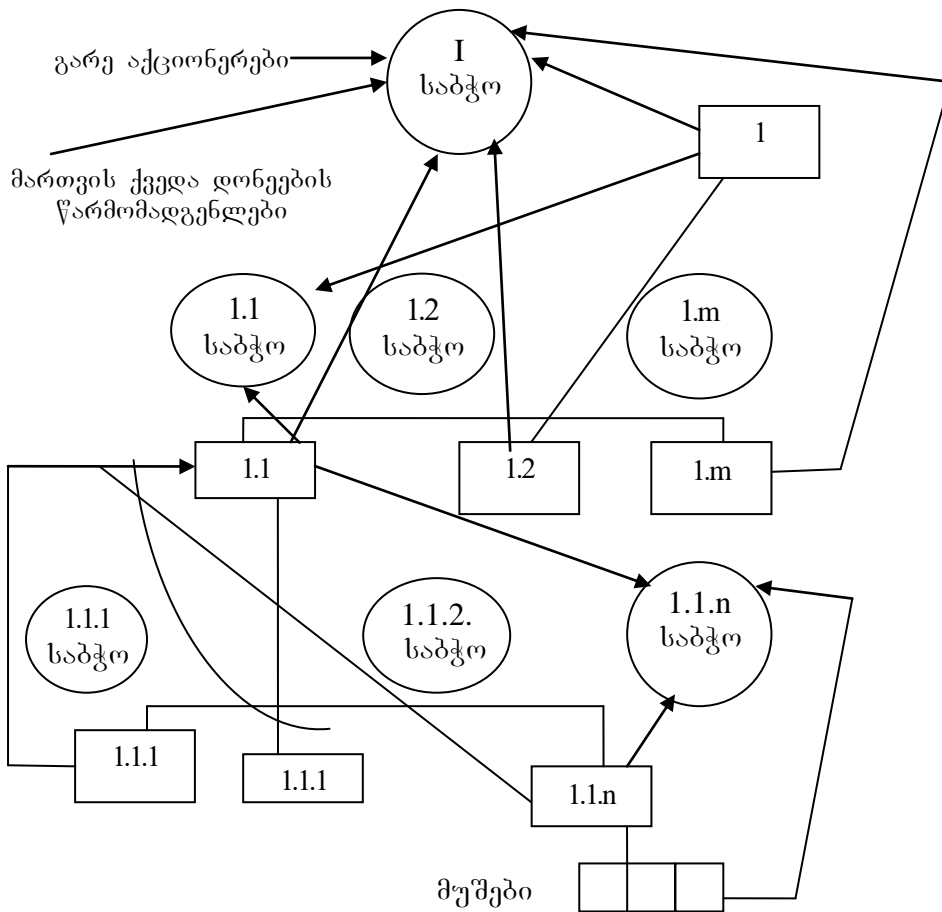 I
საბჭო
გარე აქციონერები
1
მართვის ქვედა დონეების
წარმომადგენლები
1.1
საბჭო
1.2
საბჭო
1.m
საბჭო
1.1
1.2
1.m
1.1.1
საბჭო
1.1.2.
საბჭო
1.1.n
საბჭო
1.1.1
1.1.1
1.1.n
მუშები